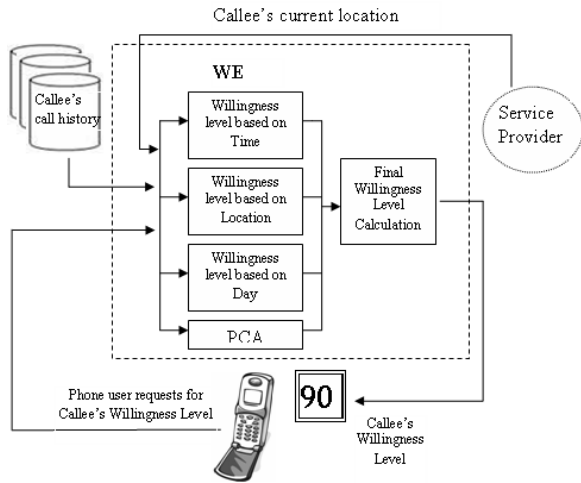 Callee's current location
WE
Callee's
call history
Willingness
level based on
Time
Service
Provider
Willingness
level based on
Location
Final
Willingness
Level
Calculation
Willingness
level based on
Day
PCA
Phone user requests for
Callee's Willingness Level
90
Callee's
Willingness
Level